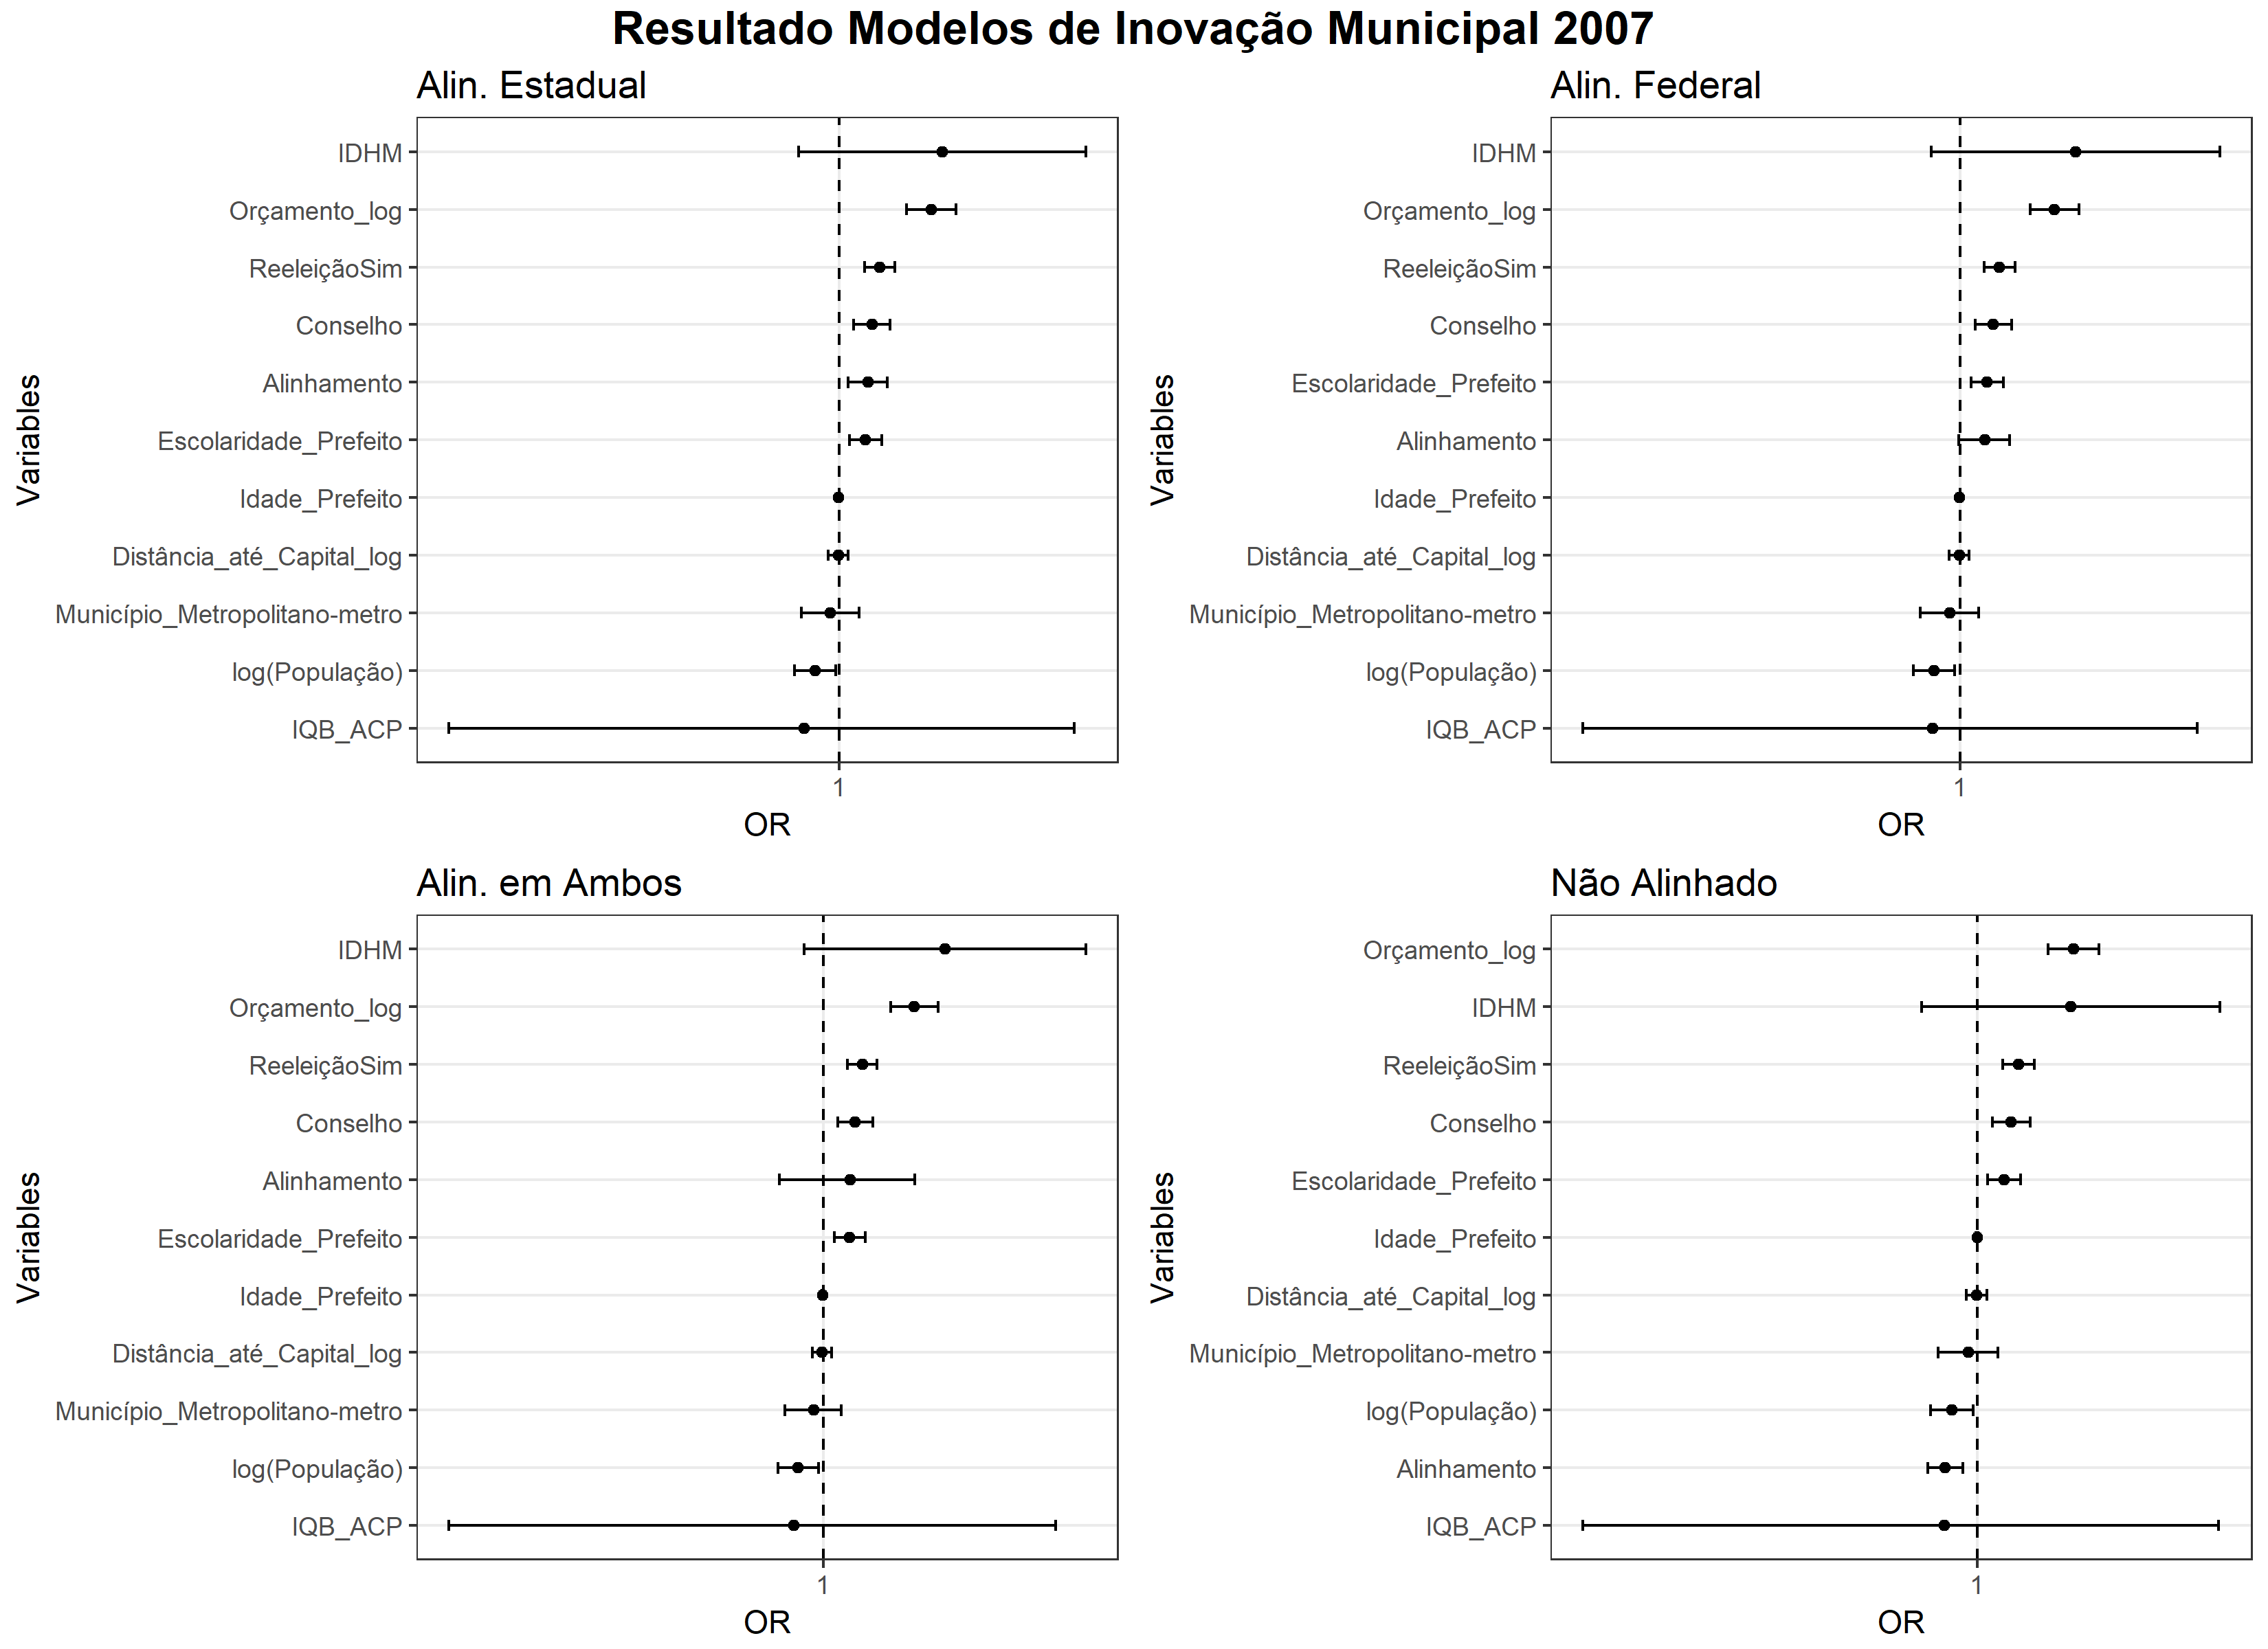 Resultado Modelos de Inovação Municipal 2007
Alin. Estadual
Variables
IDHM
Orçamento_log
ReeleiçãoSim
Conselho
Alinhamento
Escolaridade_Prefeito
Idade_Prefeito
Distância_até_Capital_log
Município_Metropolitano-metro
log(População)
IQB_ACP
1
OR
Alin. Federal
Variables
IDHM
Orçamento_log
ReeleiçãoSim
Conselho
Escolaridade_Prefeito
Alinhamento
Idade_Prefeito
Distância_até_Capital_log
Município_Metropolitano-metro
log(População)
IQB_ACP
1
OR
Alin. em Ambos
Variables
IDHM
Orçamento_log
ReeleiçãoSim
Conselho
Alinhamento
Escolaridade_Prefeito
Idade_Prefeito
Distância_até_Capital_log
Município_Metropolitano-metro
log(População)
IQB_ACP
1
OR
Não Alinhado
Variables
Orçamento_log
IDHM
ReeleiçãoSim
Conselho
Escolaridade_Prefeito
Idade_Prefeito
Distância_até_Capital_log
Município_Metropolitano-metro
log(População)
Alinhamento
IQB_ACP
1
OR